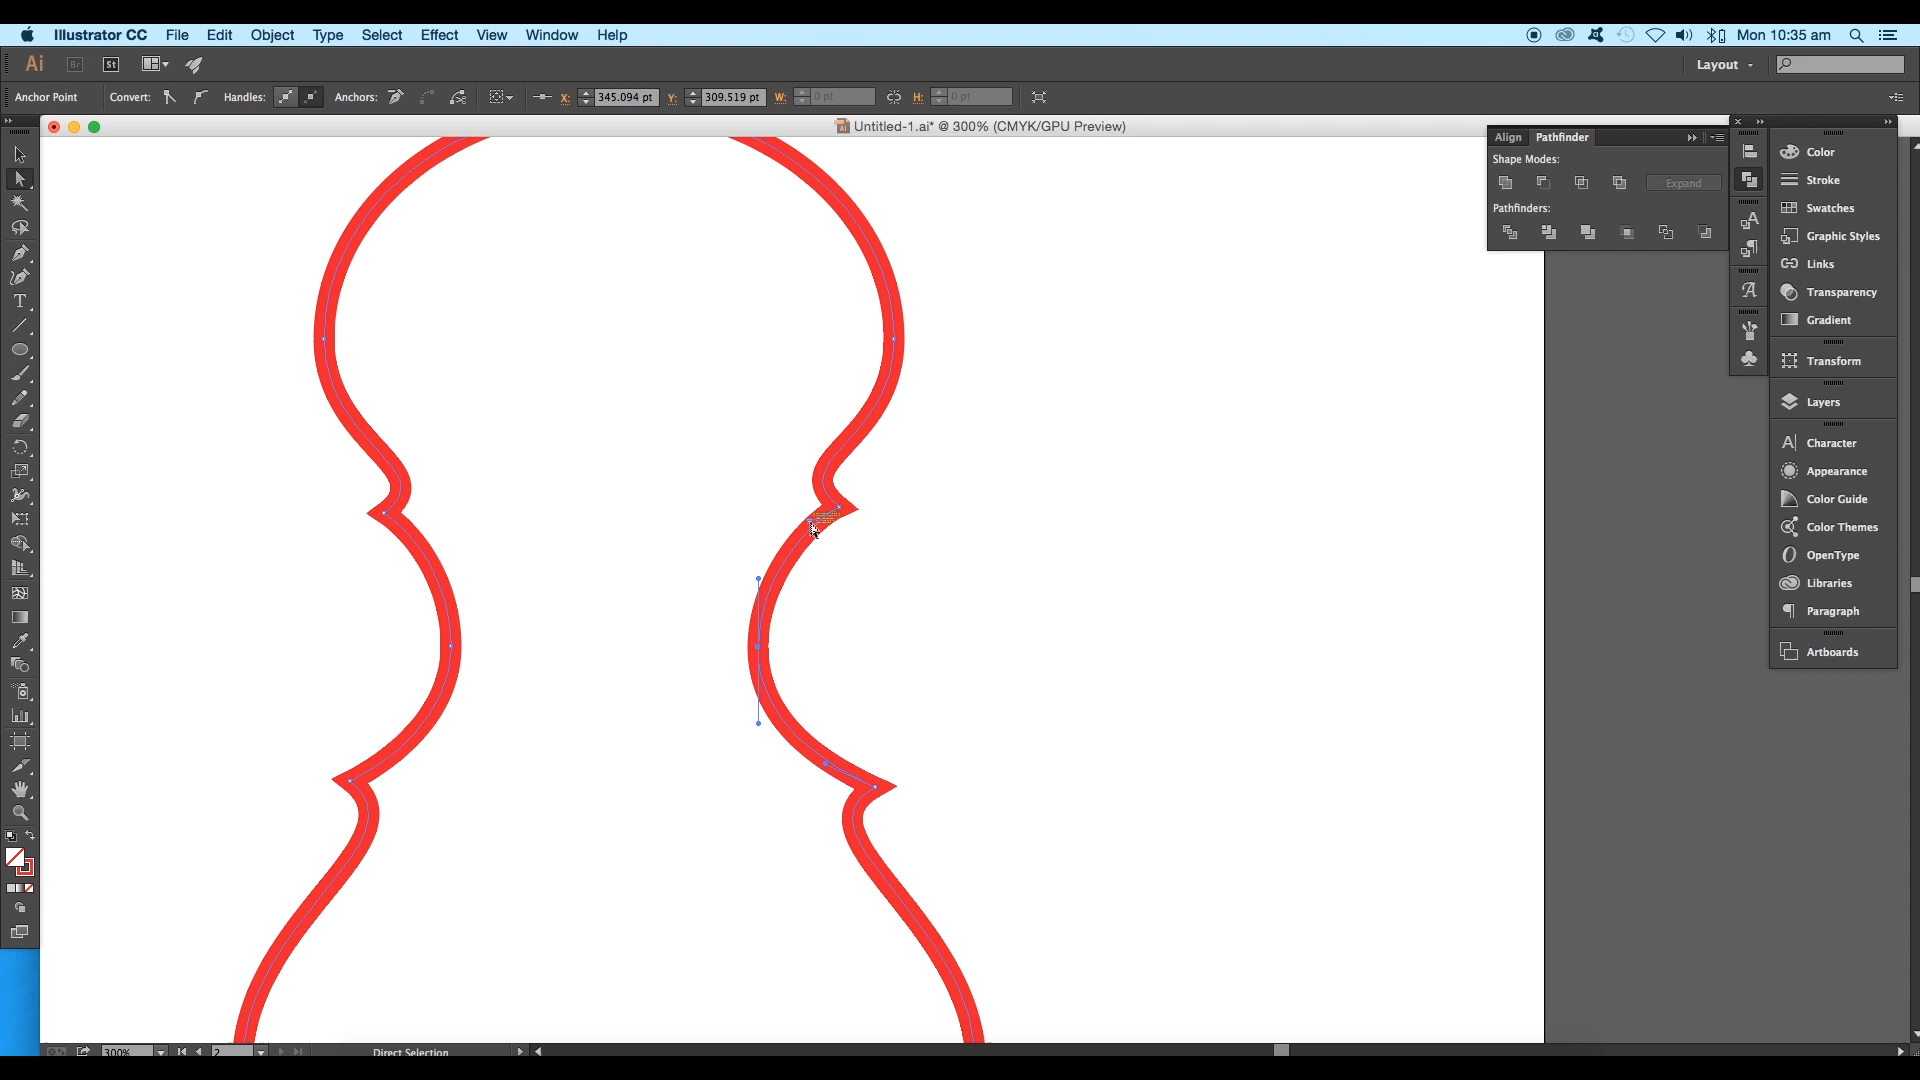 Illustrator CC File Edit Object Type Select Effect View Window Help Mon 10:35 am
Ai Br St Layout
Anchor Point Convert: Handles: Anchors: X: 345.094 pt Y: 309.519 pt W: 0 pt H: 0 pt
Untitled-1.ai* @ 300% (CMYK/GPU Preview)
Align Pathfinder
Shape Modes:
Expand
Pathfinders:
Color
Stroke
Swatches
Graphic Styles
Links
Transparency
Gradient
Transform
Layers
Character
Appearance
Color Guide
Color Themes
OpenType
Libraries
Paragraph
Artboards
300% 2 Direct Selection